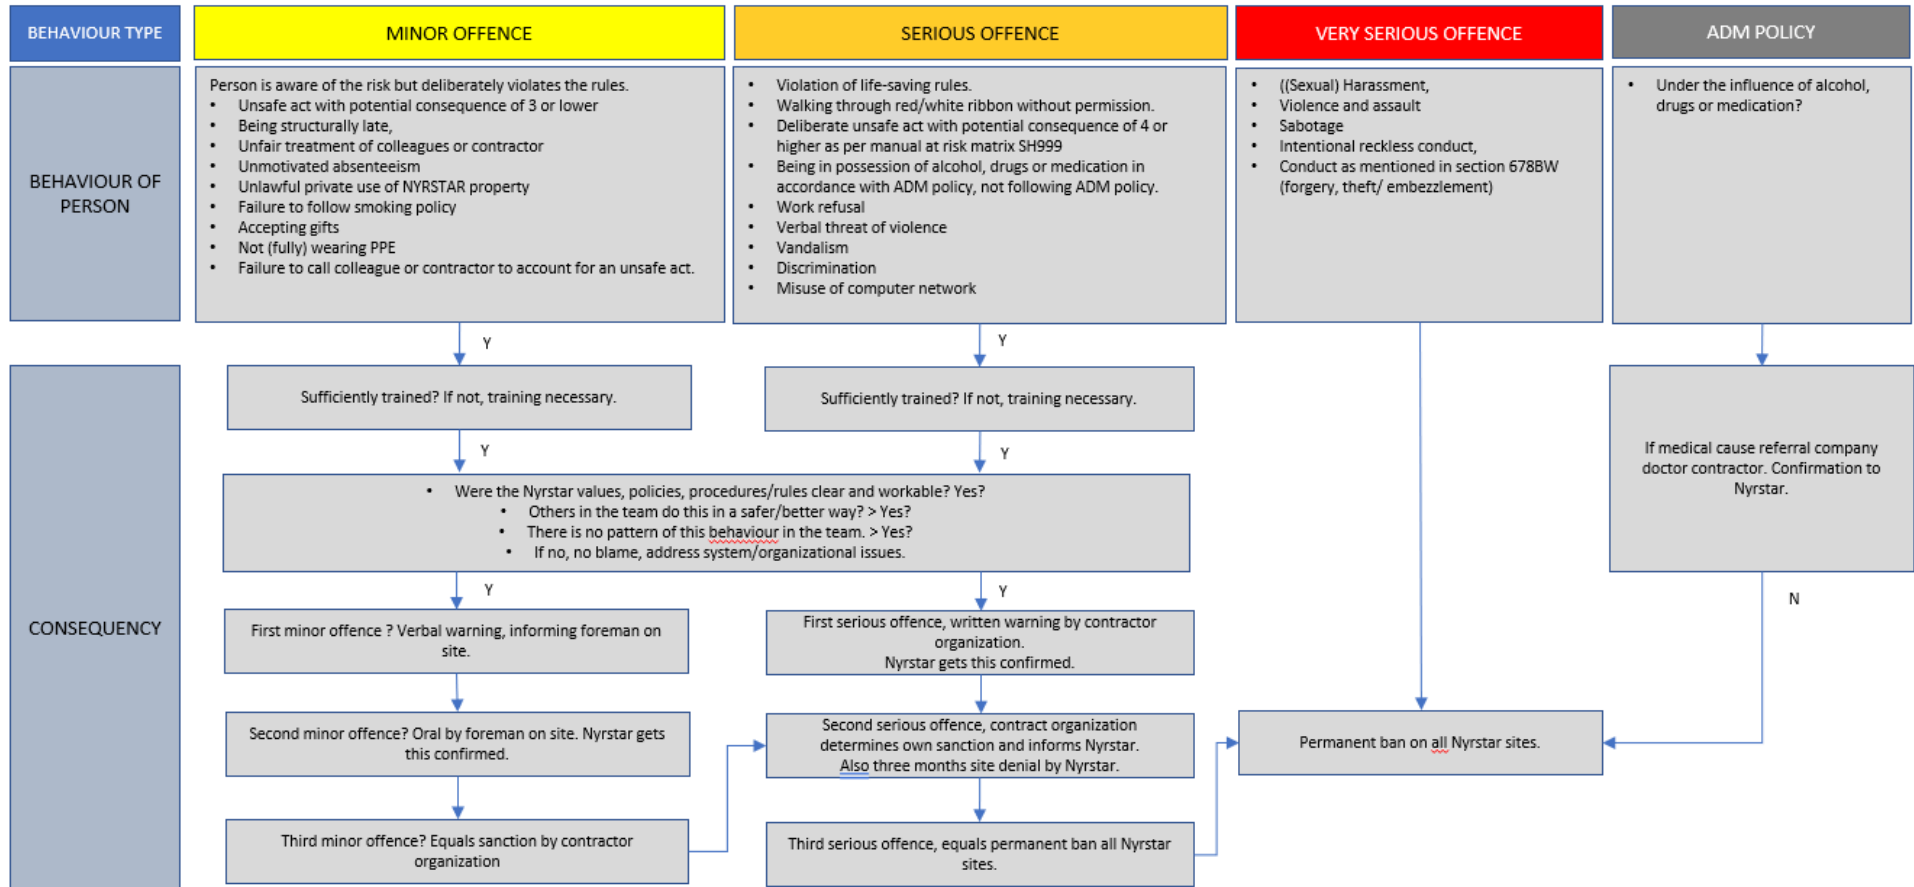 BEHAVIOUR TYPE
MINOR OFFENCE
SERIOUS OFFENCE
VERY SERIOUS OFFENCE
ADM POLICY
BEHAVIOUR OF
PERSON
Person is aware of the risk but deliberately violates the rules.
• Unsafe act with potential consequence of 3 or lower
• Being structurally late,
• Unfair treatment of colleagues or contractor
• Unmotivated absenteeism
• Unlawful private use of NYRSTAR property
• Failure to follow smoking policy
• Accepting gifts
• Not (fully) wearing PPE
• Failure to call colleague or contractor to account for an unsafe act.
• Violation of life-saving rules.
• Walking through red/white ribbon without permission.
• Deliberate unsafe act with potential consequence of 4 or
higher as per manual at risk matrix SH999
• Being in possession of alcohol, drugs or medication in
accordance with ADM policy, not following ADM policy.
• Work refusal
• Verbal threat of violence
• Vandalism
• Discrimination
• Misuse of computer network
• ((Sexual) Harassment,
• Violence and assault
• Sabotage
• Intentional reckless conduct,
• Conduct as mentioned in section 678BW
(forgery, theft/ embezzlement)
• Under the influence of alcohol,
drugs or medication?
Y
Y
CONSEQUENCY
Sufficiently trained? If not, training necessary.
Sufficiently trained? If not, training necessary.
If medical cause referral company
doctor contractor. Confirmation to
Nyrstar.
Y
Y
• Were the Nyrstar values, policies, procedures/rules clear and workable? Yes?
• Others in the team do this in a safer/better way? > Yes?
• There is no pattern of this behaviour in the team. > Yes?
• If no, no blame, address system/organizational issues.
Y
Y
N
First minor offence ? Verbal warning, informing foreman on
site.
First serious offence, written warning by contractor
organization.
Nyrstar gets this confirmed.
Second minor offence? Oral by foreman on site. Nyrstar gets
this confirmed.
Second serious offence, contract organization
determines own sanction and informs Nyrstar.
Also three months site denial by Nyrstar.
Permanent ban on all Nyrstar sites.
Third minor offence? Equals sanction by contractor
organization
Third serious offence, equals permanent ban all Nyrstar
sites.